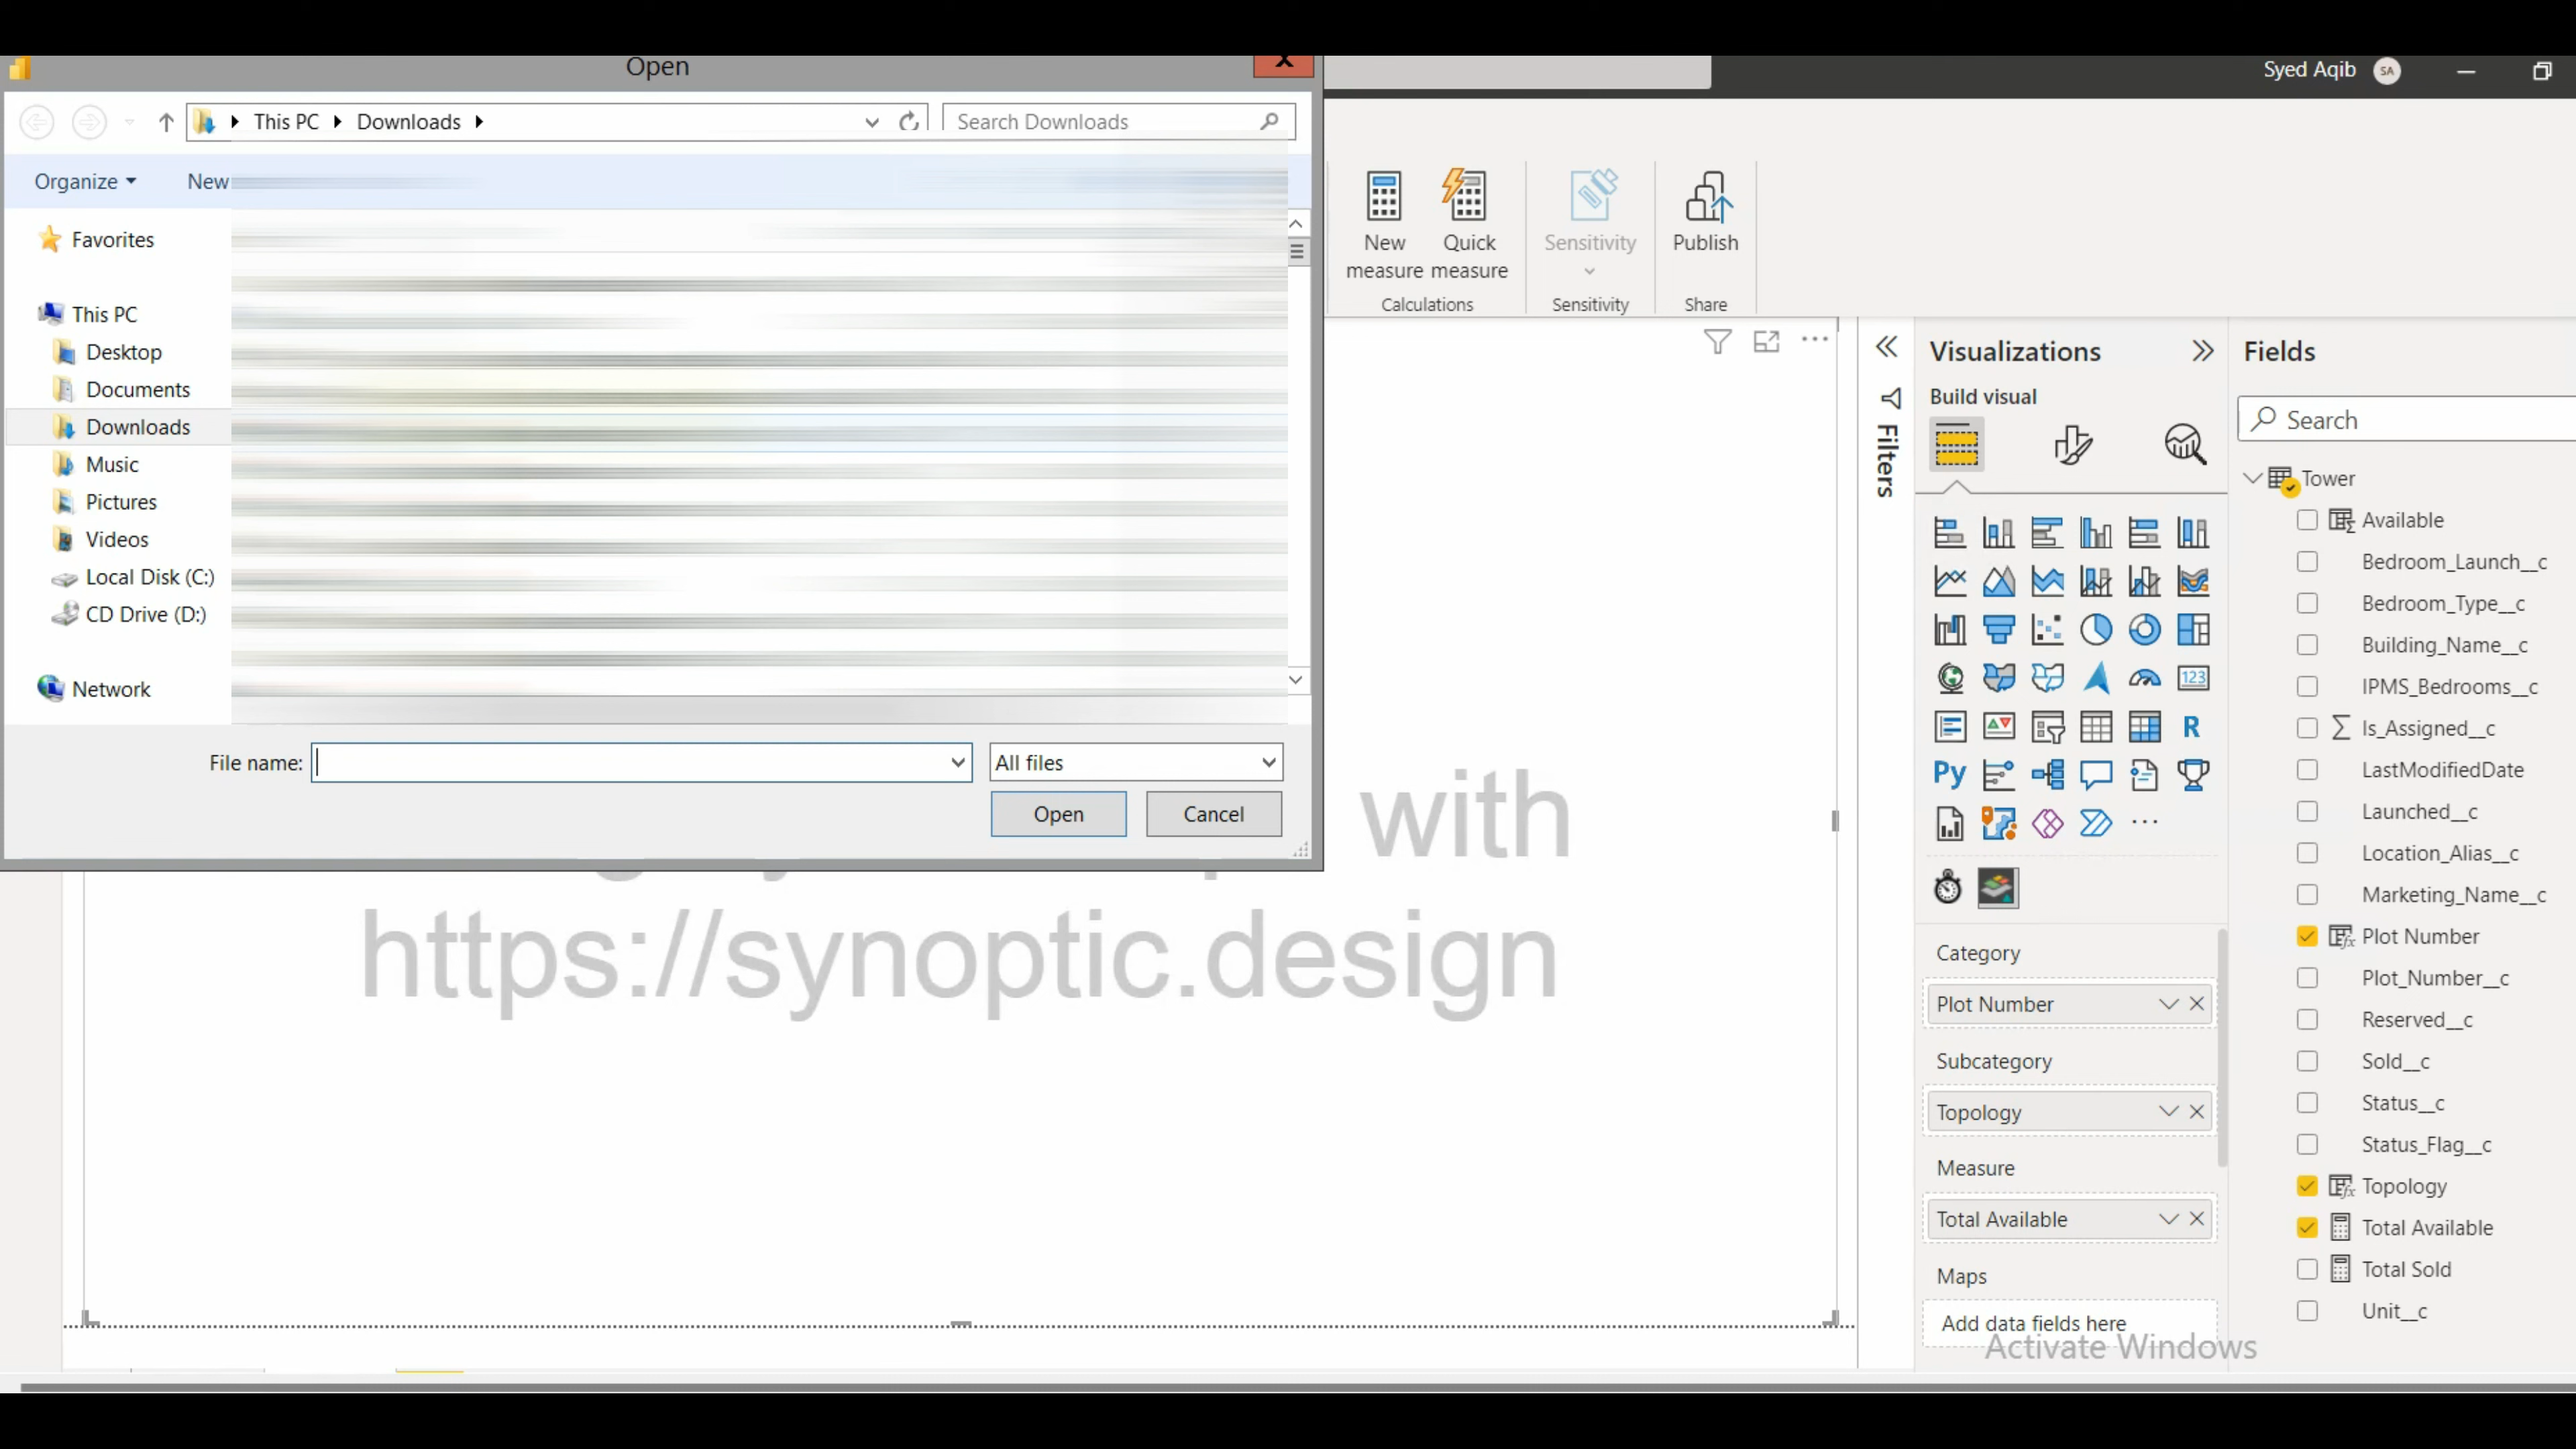 Open
X
Syed Aqib SA
This PC Downloads
Search Downloads
Organize New
Favorites
This PC
Desktop
Documents
Downloads
Music
Pictures
Videos
Local Disk (C:)
CD Drive (D:)
Network
File name:
All files
Open Cancel
New measure
Quick measure
Sensitivity
Publish
Calculations
Sensitivity
Share
with
https://synoptic.design
Filters
Visualizations
Build visual
123
R
Py
Category
Plot Number
Subcategory
Topology
Measure
Total Available
Maps
Add data fields here
Fields
Search
Tower
Available
Bedroom_Launch__c
Bedroom_Type__c
Building_Name__c
IPMS_Bedrooms__c
Is_Assigned__c
LastModifiedDate
Launched__c
Location_Alias__c
Marketing_Name__c
Plot Number
Plot_Number__c
Reserved__c
Sold__c
Status__c
Status_Flag__c
Topology
Total Available
Total Sold
Unit__c
Activate Windows